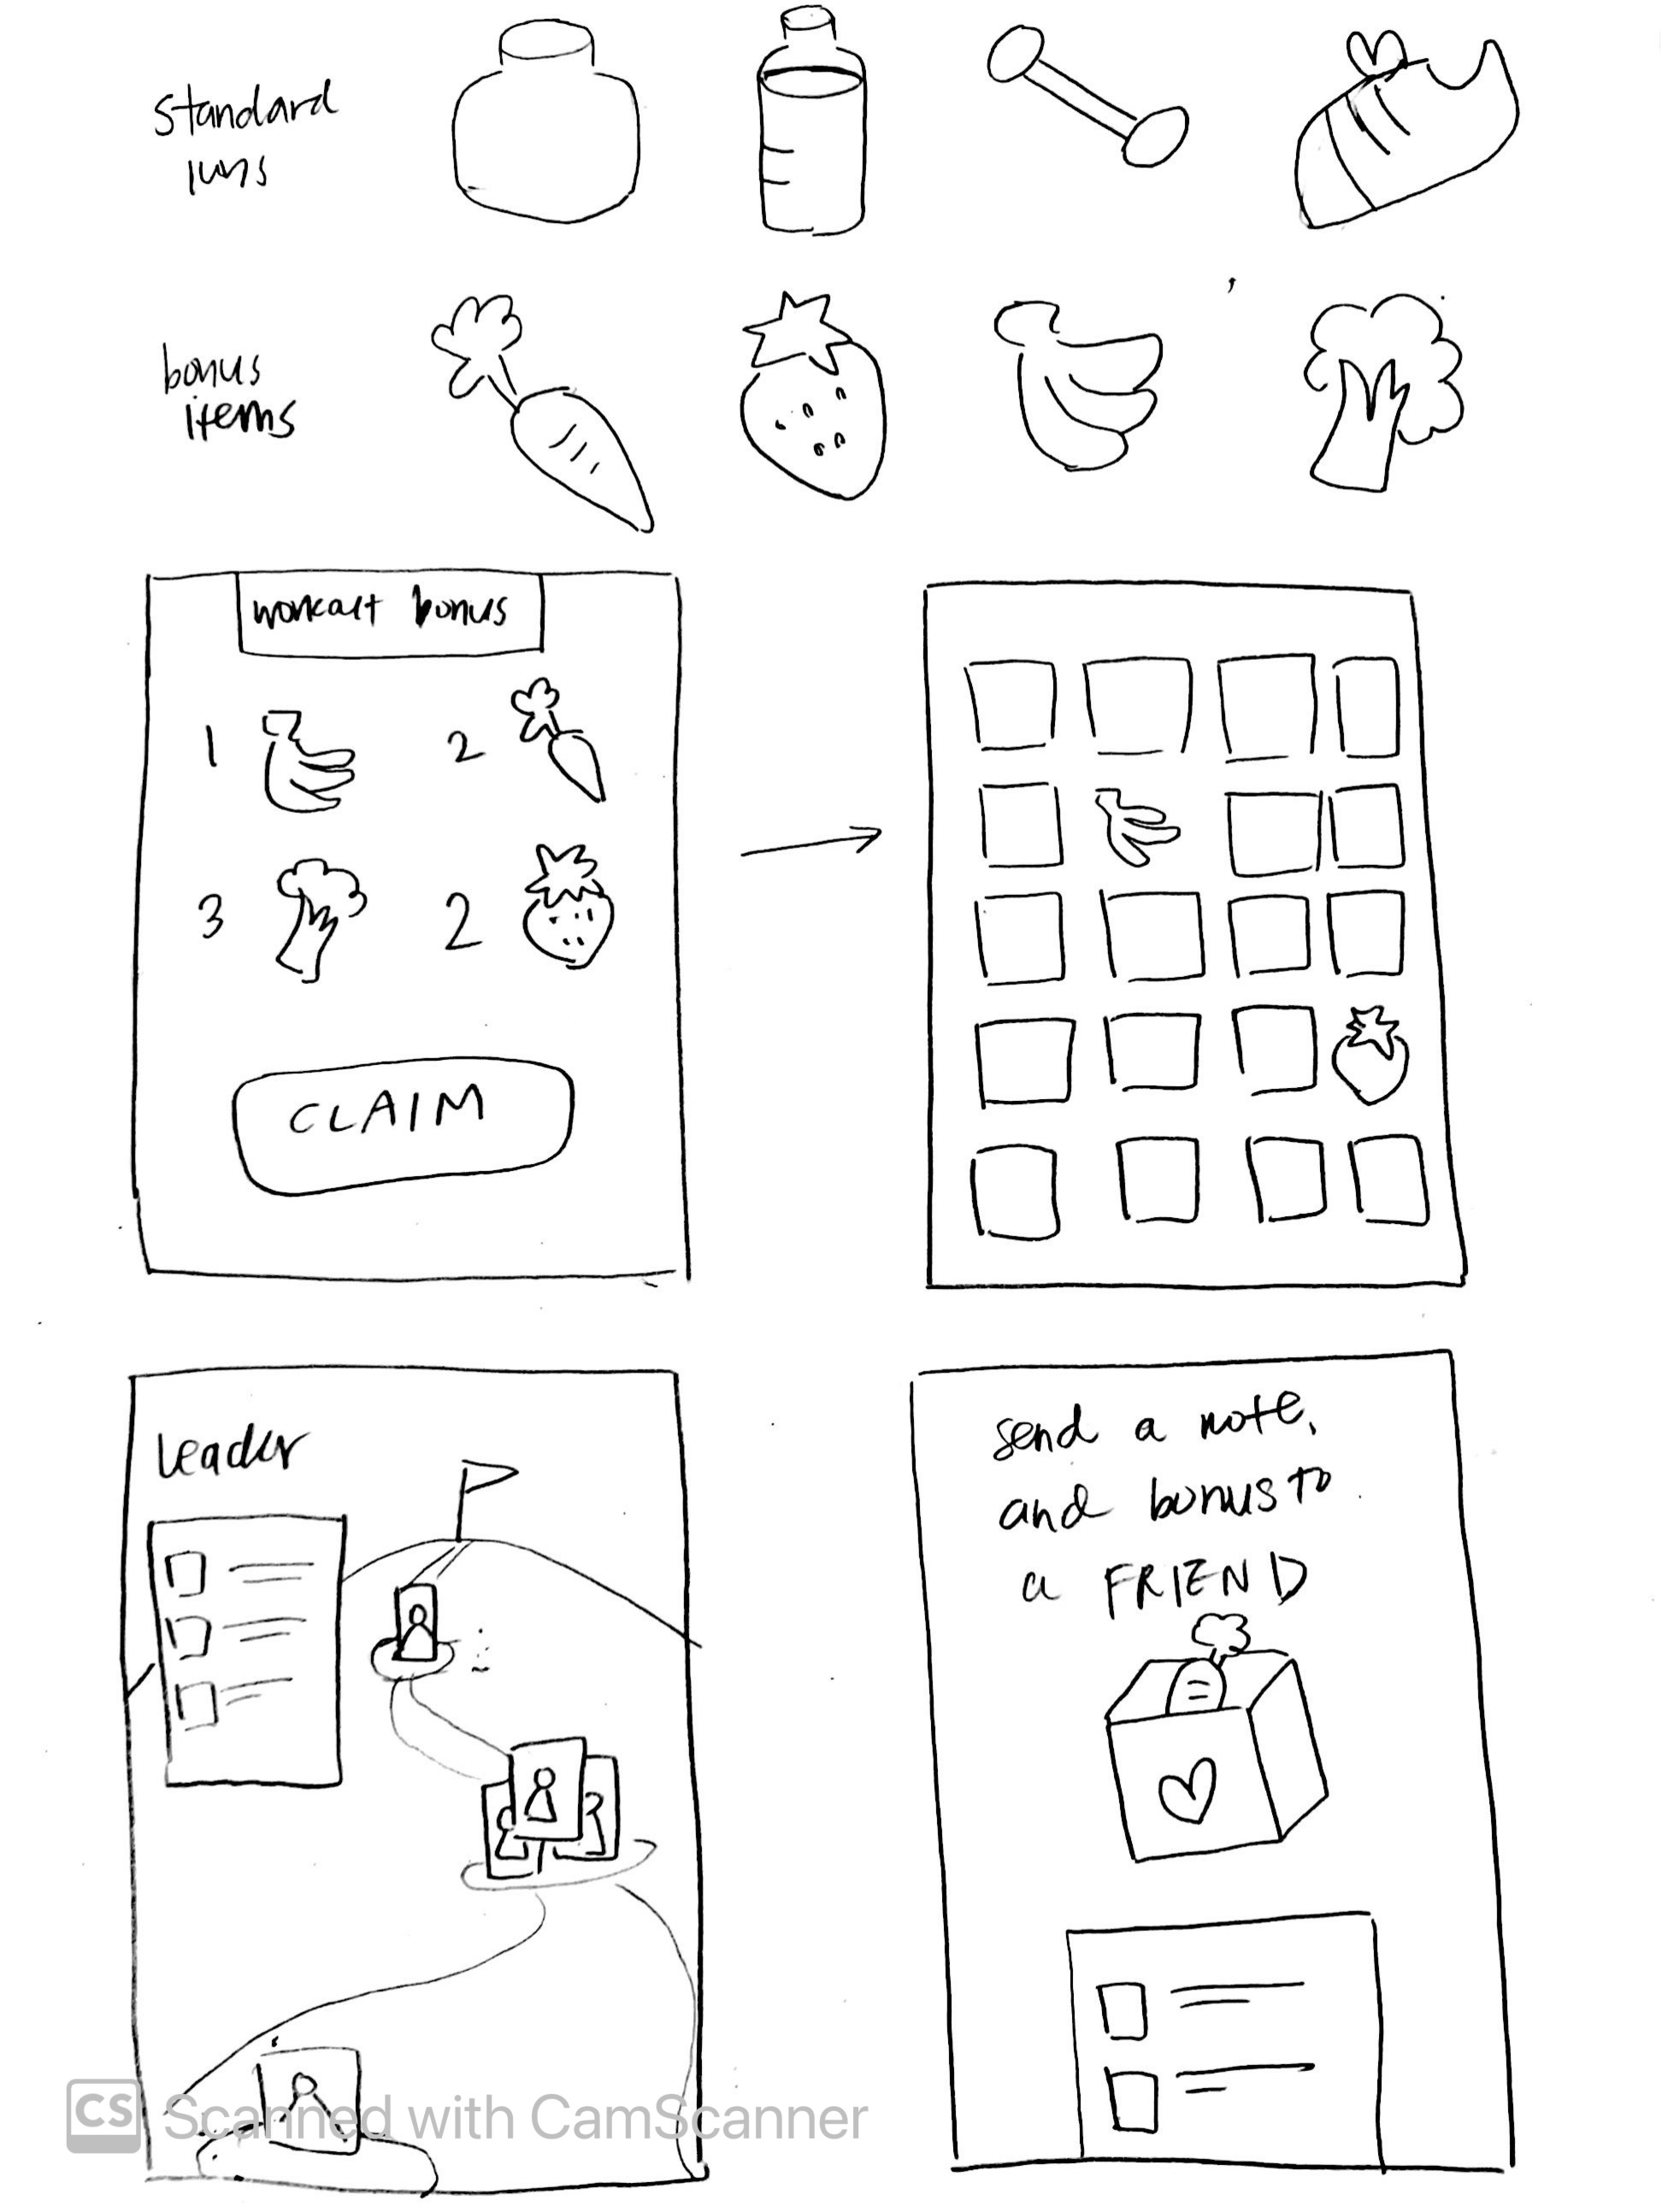 standard
bonus
items
workout bonus
1
2
3
2
CLAIM
Leader
send a note,
and bonus to
a FRIEND
CS Scanned with CamScanner